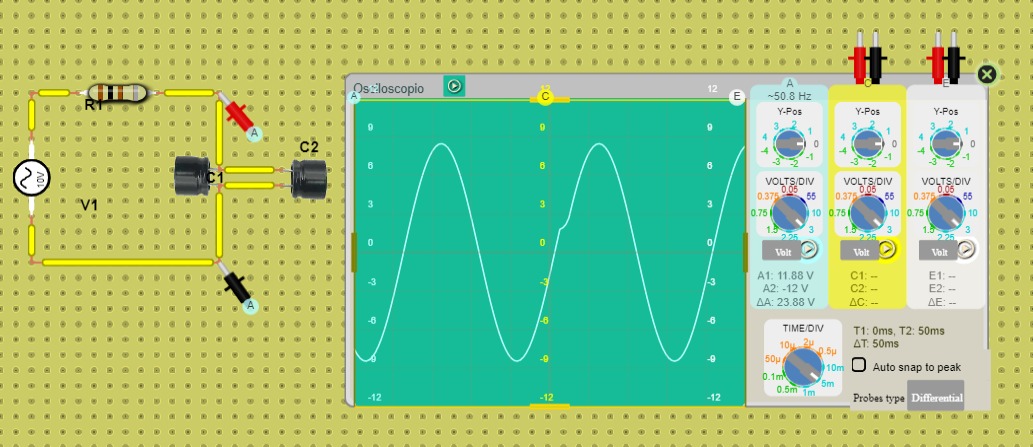 R1
10V
V1
C1
C2
A
A
Osciloscopio
A
C
12
E
9
9
9
6
6
6
3
3
3
0
0
0
-3
-3
-3
-6
-6
-6
-9
-9
-9
-12
-12
-12
A
C
E
~50.8 Hz
Y-Pos
Y-Pos
Y-Pos
3 2 1 0 -1 -2 -3 -4 4
3 2 1 0 -1 -2 -3 -4 4
3 2 1 0 -1 -2 -3 -4 4
VOLTS/DIV
VOLTS/DIV
VOLTS/DIV
0.375 0.05 55 10 3 2.25 1.5 0.75
0.375 0.05 55 10 3 2.25 1.5 0.75
0.375 0.05 55 10 3 2.25 1.5 0.75
Volt
Volt
Volt
A1: 11.88 V
A2: -12 V
ΔA: 23.88 V
C1: --
C2: --
ΔC: --
E1: --
E2: --
ΔE: --
TIME/DIV
10µ 2µ 0.5µ 10m 5m 1m 0.5m 0.1m 50µ
T1: 0ms, T2: 50ms
ΔT: 50ms
Auto snap to peak
Probes type
Differential